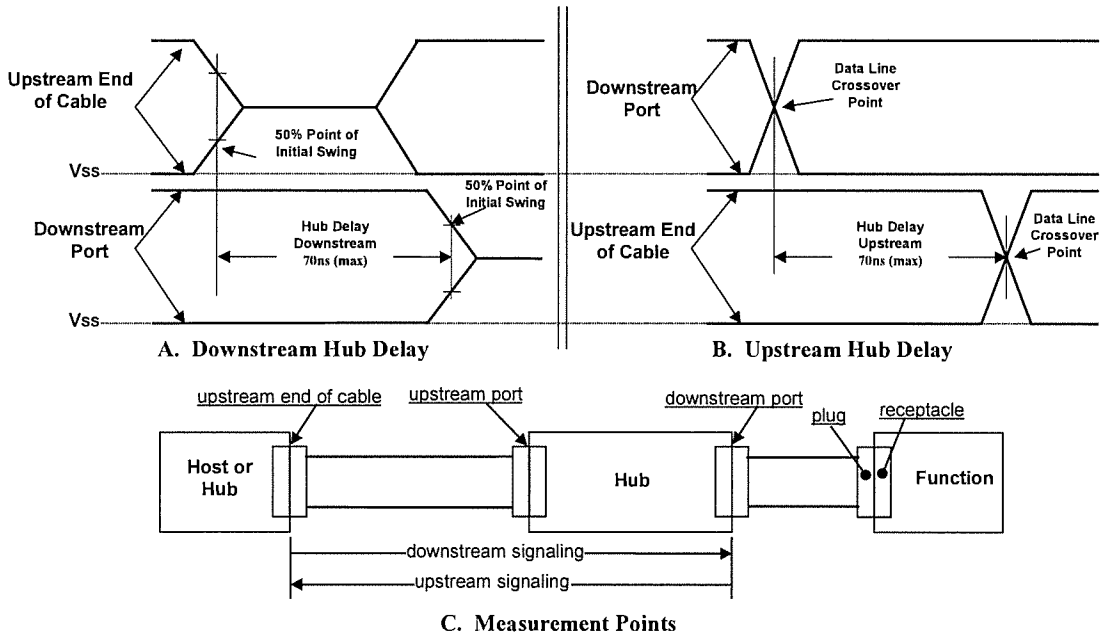 Upstream End
of Cable
50% Point of
Initial Swing
Vss
50% Point of
Initial Swing
Downstream
Port
Hub Delay
Downstream
70ns (max)
Vss
A. Downstream Hub Delay
Downstream
Port
Data Line
Crossover
Point
Upstream End
of Cable
Hub Delay
Upstream
70ns (max)
Data Line
Crossover
Point
B. Upstream Hub Delay
upstream end of cable
upstream port
downstream port
plug
receptacle
Host or
Hub
Hub
Function
downstream signaling
upstream signaling
C. Measurement Points